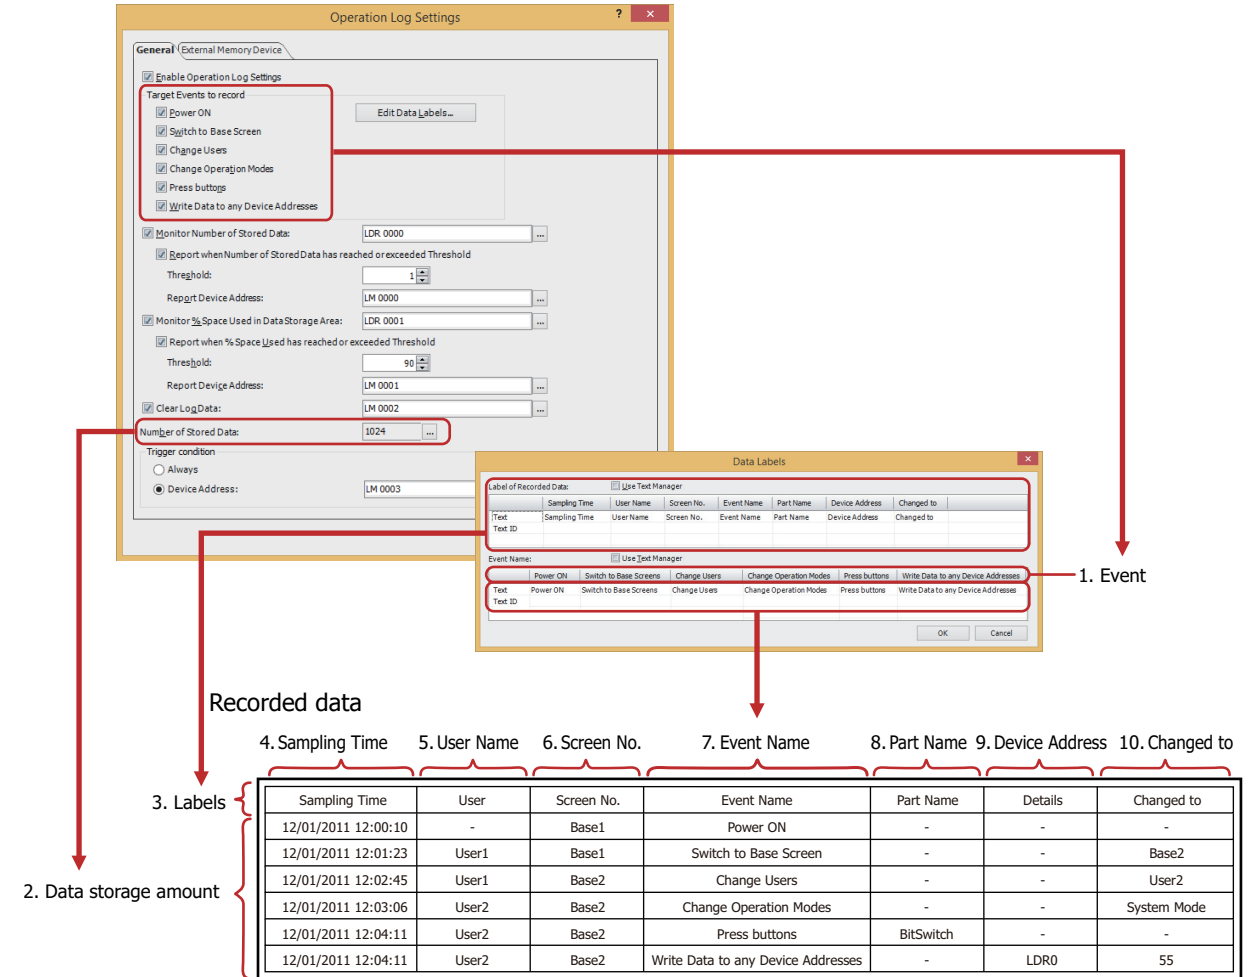 Operation Log Settings
?
×
General
External Memory Device
Enable Operation Log Settings
Target Events to record
Power ON
Edit Data Labels...
Switch to Base Screen
Change Users
Change Operation Modes
Press buttons
Write Data to any Device Addresses
Monitor Number of Stored Data: LDR 0000 ...
Report when Number of Stored Data has reached or exceeded Threshold
Threshold: 1
Report Device Address: LM 0000 ...
Monitor % Space Used in Data Storage Area: LDR 0001 ...
Report when % Space Used has reached or exceeded Threshold
Threshold: 90
Report Device Address: LM 0001 ...
Clear Log Data: LM 0002 ...
Number of Stored Data: 1024 ...
Trigger condition
Always
Device Address: LM 0003
Data Labels
×
Label of Recorded Data: Use Text Manager
Sampling Time User Name Screen No. Event Name Part Name Device Address Changed to
Text Sampling Time User Name Screen No. Event Name Part Name Device Address Changed to
Text ID
Event Name: Use Text Manager
Power ON Switch to Base Screens Change Users Change Operation Modes Press buttons Write Data to any Device Addresses
Text Power ON Switch to Base Screens Change Users Change Operation Modes Press buttons Write Data to any Device Addresses
Text ID
OK Cancel
1. Event
Recorded data
4. Sampling Time 5. User Name 6. Screen No. 7. Event Name 8. Part Name 9. Device Address 10. Changed to
3. Labels
Sampling Time User Screen No. Event Name Part Name Details Changed to
12/01/2011 12:00:10 - Base1 Power ON - - -
12/01/2011 12:01:23 User1 Base1 Switch to Base Screen - - Base2
12/01/2011 12:02:45 User1 Base2 Change Users - - User2
2. Data storage amount
12/01/2011 12:03:06 User2 Base2 Change Operation Modes - - System Mode
12/01/2011 12:04:11 User2 Base2 Press buttons BitSwitch - -
12/01/2011 12:04:11 User2 Base2 Write Data to any Device Addresses - LDR0 55